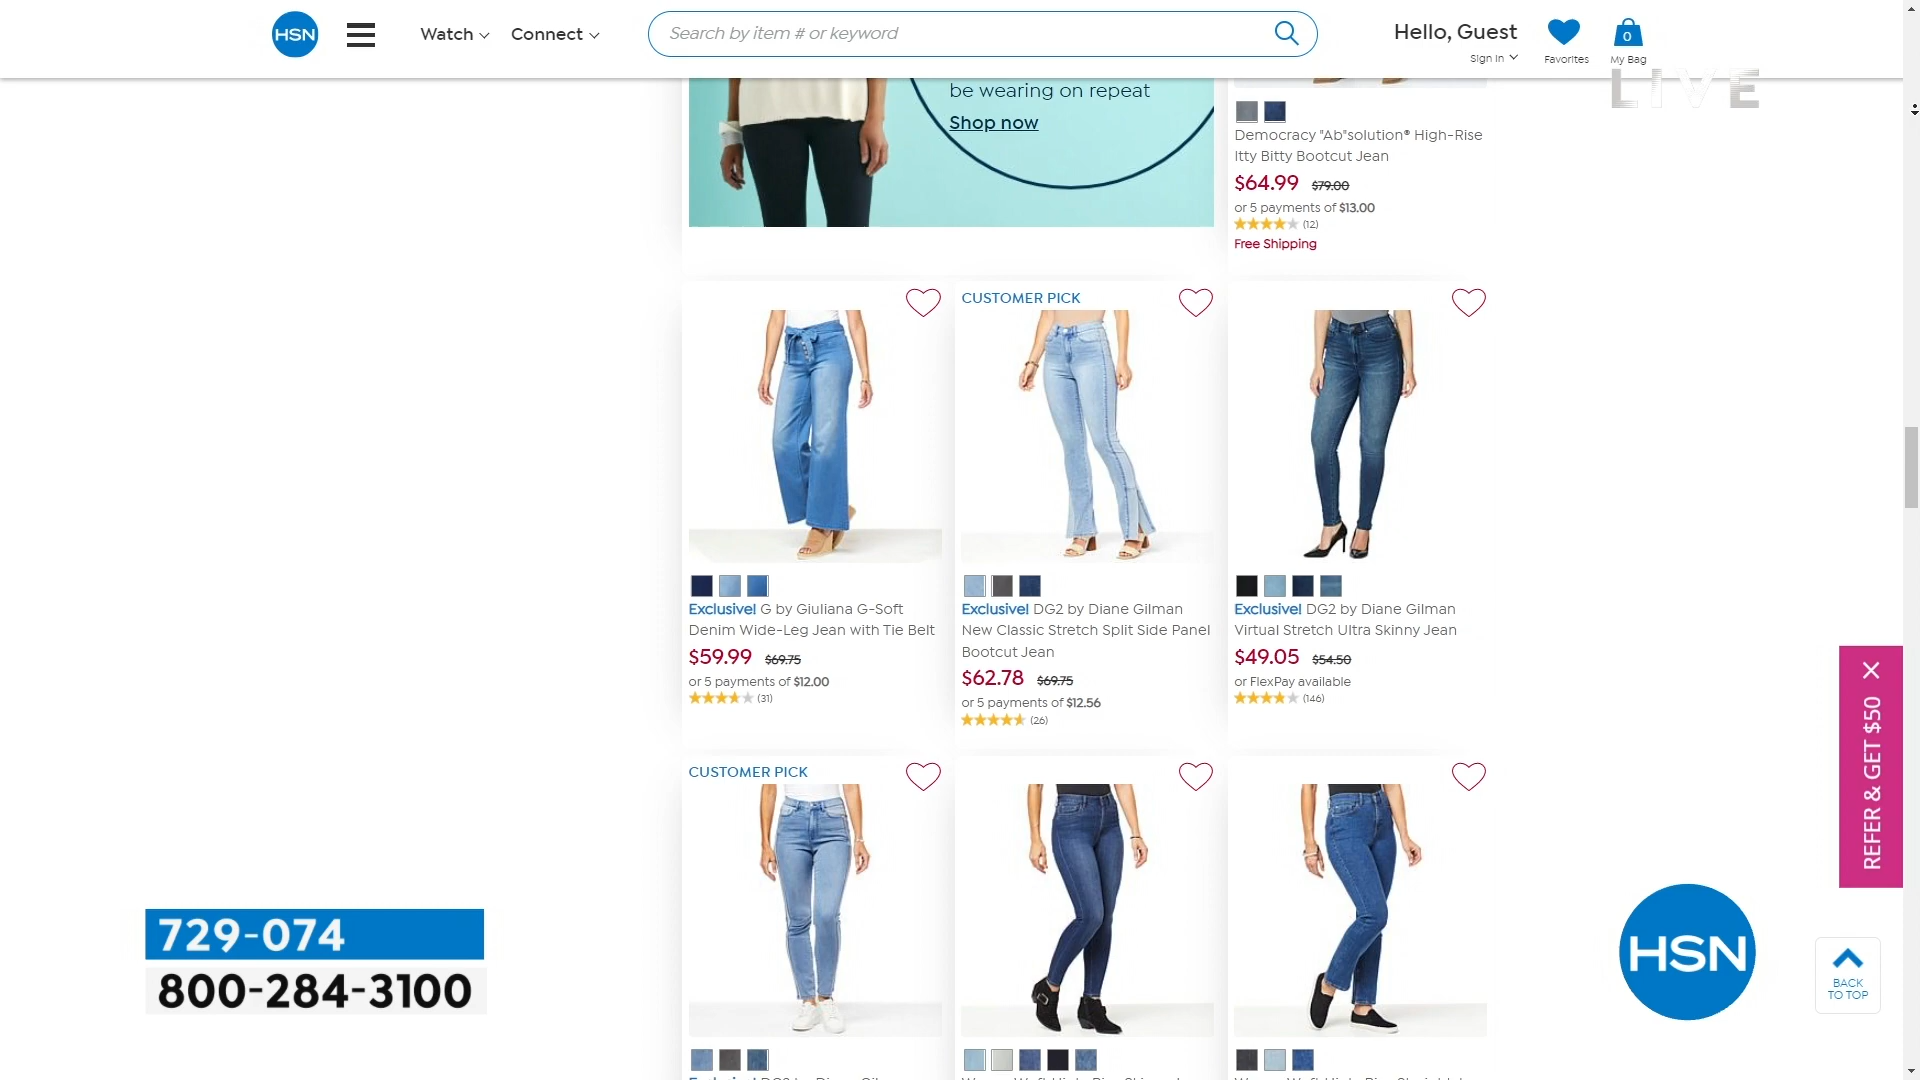 HSN
Watch
Connect
Search by item # or keyword
Hello, Guest
Sign In
Favorites
0
My Bag
LIVE
be wearing on repeat
Shop now
Democracy "Ab"solution® High-Rise
Itty Bitty Bootcut Jean
$64.99 $79.00
or 5 payments of $13.00
(12)
Free Shipping
Exclusive! G by Giuliana G-Soft
Denim Wide-Leg Jean with Tie Belt
$59.99 $69.75
or 5 payments of $12.00
(31)
CUSTOMER PICK
Exclusive! DG2 by Diane Gilman
New Classic Stretch Split Side Panel
Bootcut Jean
$62.78 $69.75
or 5 payments of $12.56
(26)
Exclusive! DG2 by Diane Gilman
Virtual Stretch Ultra Skinny Jean
$49.05 $54.50
or FlexPay available
(146)
CUSTOMER PICK
REFER & GET $50
729-074
800-284-3100
HSN
BACK
TO TOP